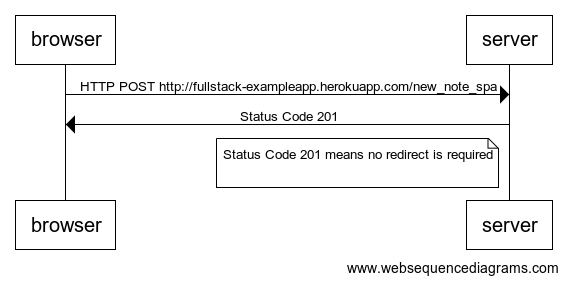 browser server
HTTP POST http://fullstack-exampleapp.herokuapp.com/new_note_spa
Status Code 201
Status Code 201 means no redirect is required
browser server
www.websequencediagrams.com